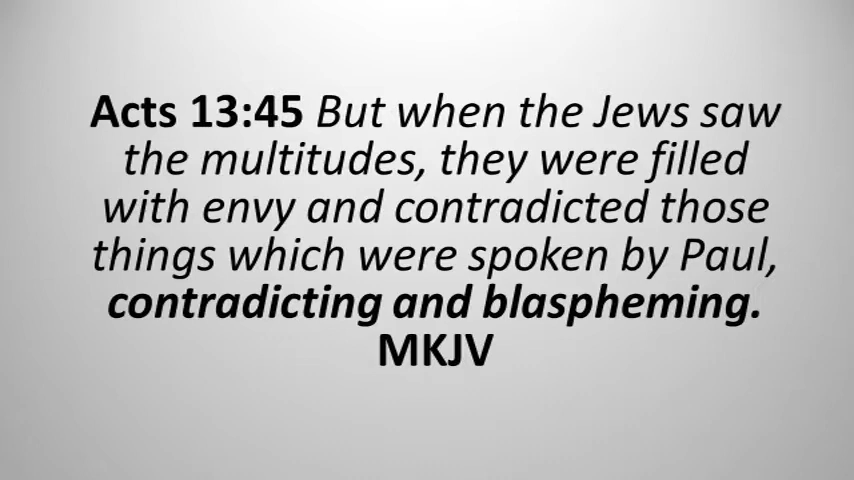 Acts 13:45 But when the Jews saw
the multitudes, they were filled
with envy and contradicted those
things which were spoken by Paul,
contradicting and blaspheming.
MKJV